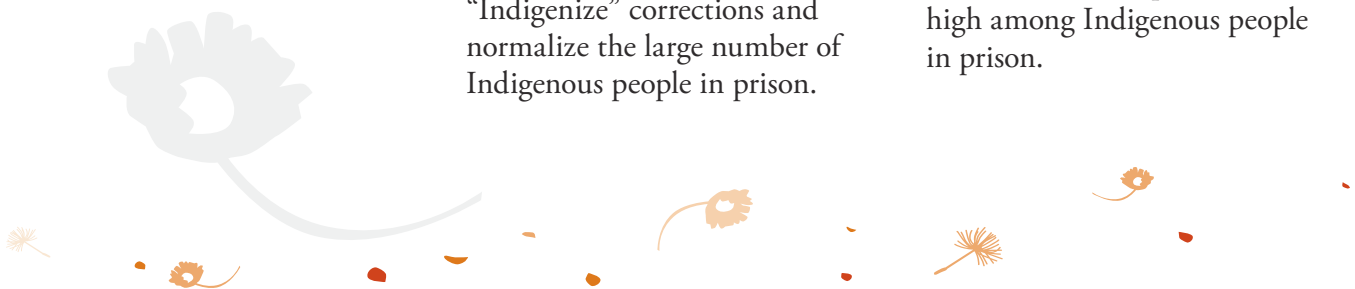 “Indigenize” corrections and
normalize the large number of
Indigenous people in prison.
high among Indigenous people
in prison.